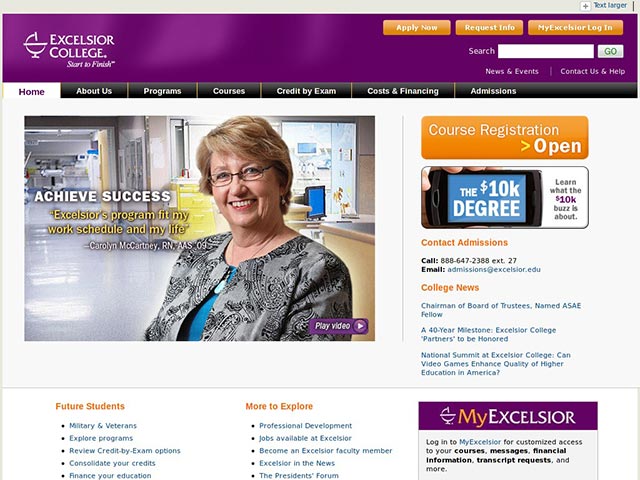 Text larger
Apply Now
Request Info
MyExcelsior Log In
EXCELSIOR
COLLEGE®
Start to Finish™
Search
GO
News & Events
Contact Us & Help
Home
About Us
Programs
Courses
Credit by Exam
Costs & Financing
Admissions
ACHIEVE SUCCESS
"Excelsior's program fit my
work schedule and my life"
—Carolyn McCartney, RN, AAS '09
Play video
Course Registration
> Open
THE $10k
DEGREE
Learn
what the
$10k
buzz is
about.
Contact Admissions
Call: 888-647-2388 ext. 27
Email: admissions@excelsior.edu
College News
Chairman of Board of Trustees, Named ASAE
Fellow
A 40-Year Milestone: Excelsior College
'Partners' to be Honored
National Summit at Excelsior College: Can
Video Games Enhance Quality of Higher
Education in America?
Future Students
Military & Veterans
Explore programs
Review Credit-by-Exam options
Consolidate your credits
Finance your education
More to Explore
Professional Development
Jobs available at Excelsior
Become an Excelsior faculty member
Excelsior in the News
The Presidents' Forum
MyEXCELSIOR
Log in to MyExcelsior for customized access
to your courses, messages, financial
information, transcript requests, and
more.